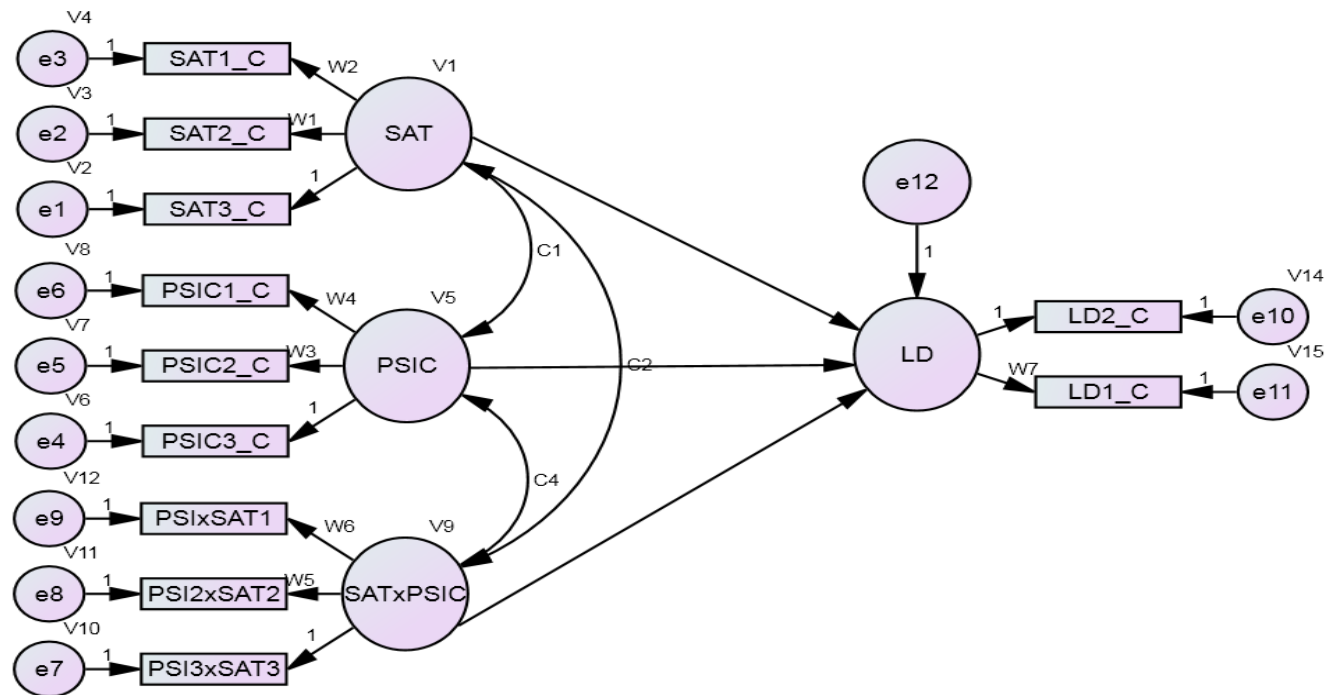 V4
e3
1
SAT1_C
W2
V1
V3
e2
1
SAT2_C
W1
SAT
V2
e1
1
SAT3_C
1
V8
e6
1
PSIC1_C
W4
V5
V7
e5
1
PSIC2_C
W3
PSIC
V6
e4
1
PSIC3_C
1
V12
e9
1
PSIxSAT1
W6
V9
V11
e8
1
PSI2xSAT2
W5
SATxPSIC
V10
e7
1
PSI3xSAT3
1
C1
C2
C4
e12
1
LD
1
LD2_C
1
V14
e10
W7
LD1_C
1
V15
e11